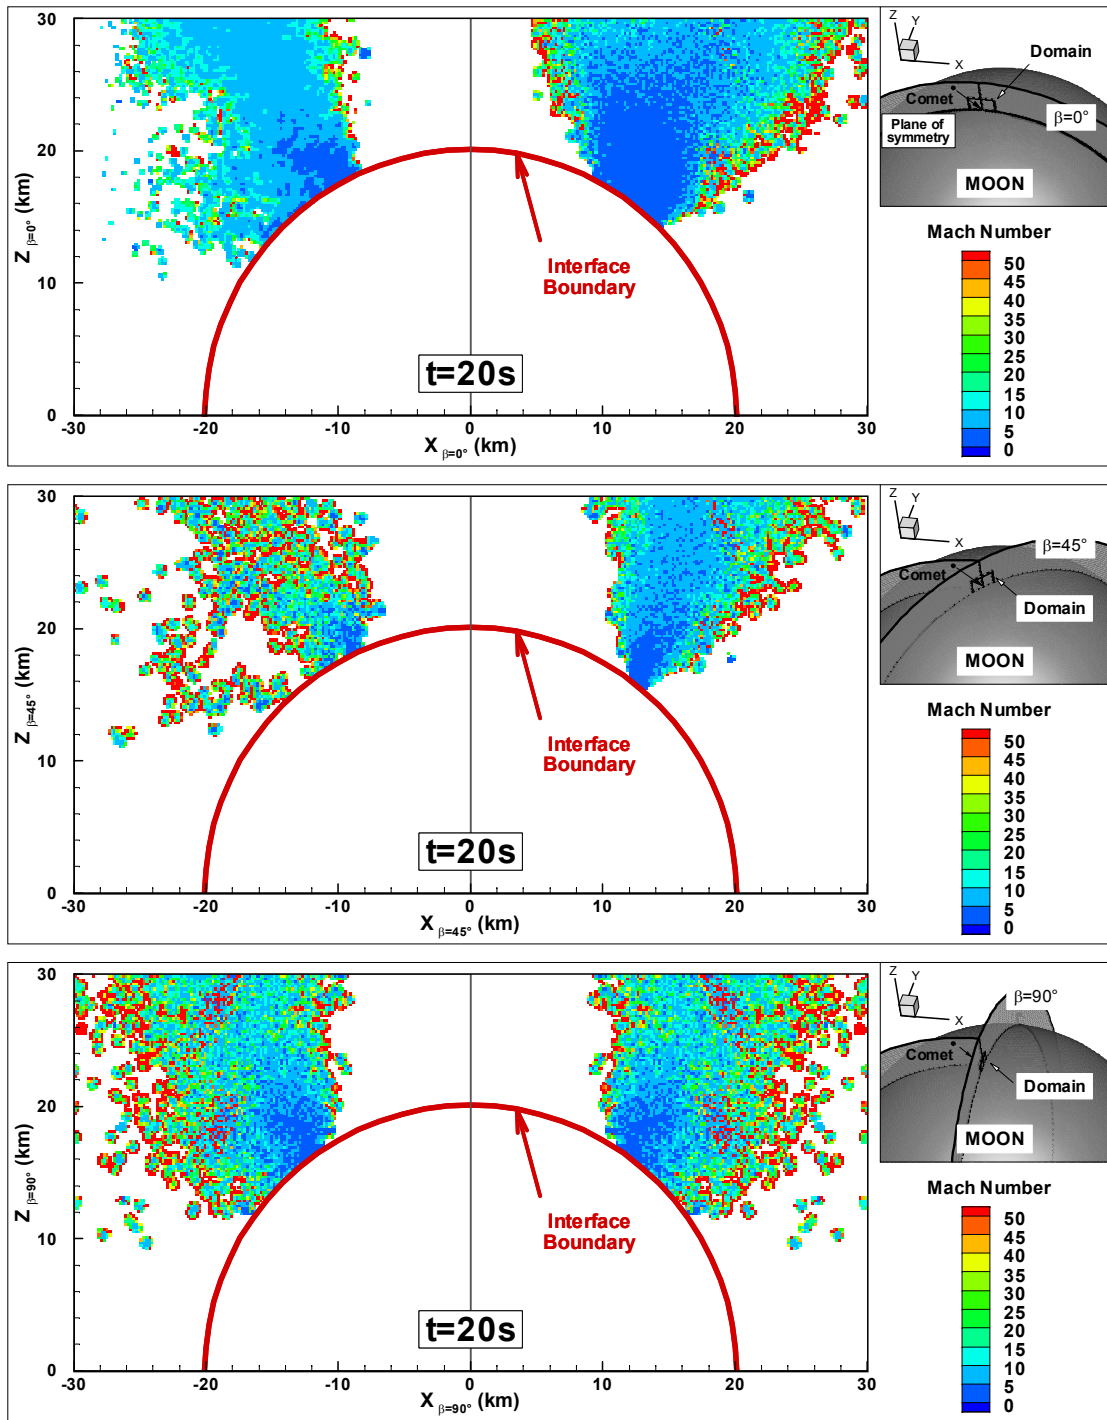 30
20
10
0
Z β=0° (km)
-30 -20 -10 0 10 20 30
X β=0° (km)
Interface
Boundary
t=20s
Z
Y
X
Domain
Comet
β=0°
Plane of
symmetry
MOON
Mach Number
50
45
40
35
30
25
20
15
10
5
0
30
20
10
0
Z β=45° (km)
-30 -20 -10 0 10 20 30
X β=45° (km)
Interface
Boundary
t=20s
Z
Y
X
β=45°
Comet
Domain
MOON
Mach Number
50
45
40
35
30
25
20
15
10
5
0
30
20
10
0
Z β=90° (km)
-30 -20 -10 0 10 20 30
X β=90° (km)
Interface
Boundary
t=20s
Z
Y
X
β=90°
Comet
Domain
MOON
Mach Number
50
45
40
35
30
25
20
15
10
5
0